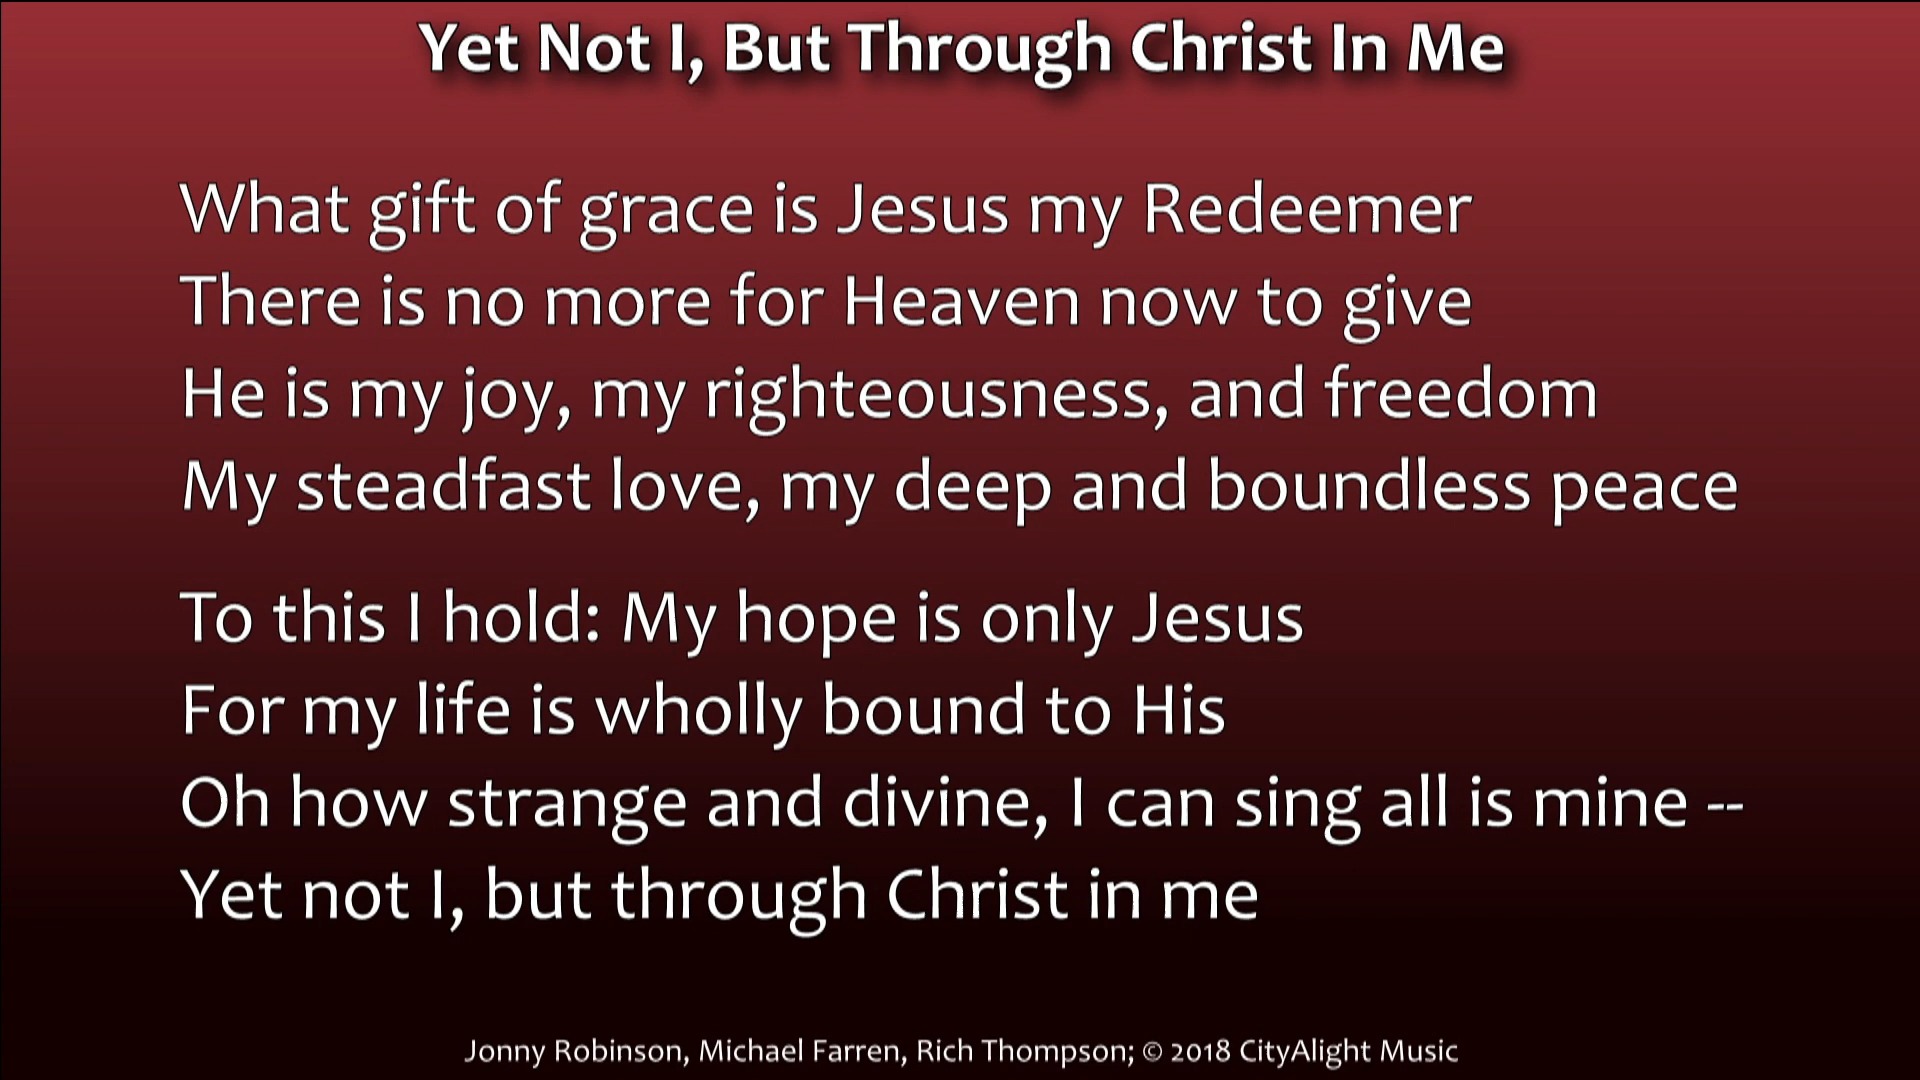 Yet Not I, But Through Christ In Me
What gift of grace is Jesus my Redeemer
There is no more for Heaven now to give
He is my joy, my righteousness, and freedom
My steadfast love, my deep and boundless peace
To this I hold: My hope is only Jesus
For my life is wholly bound to His
Oh how strange and divine, I can sing all is mine --
Yet not I, but through Christ in me
Jonny Robinson, Michael Farren, Rich Thompson; © 2018 CityAlight Music